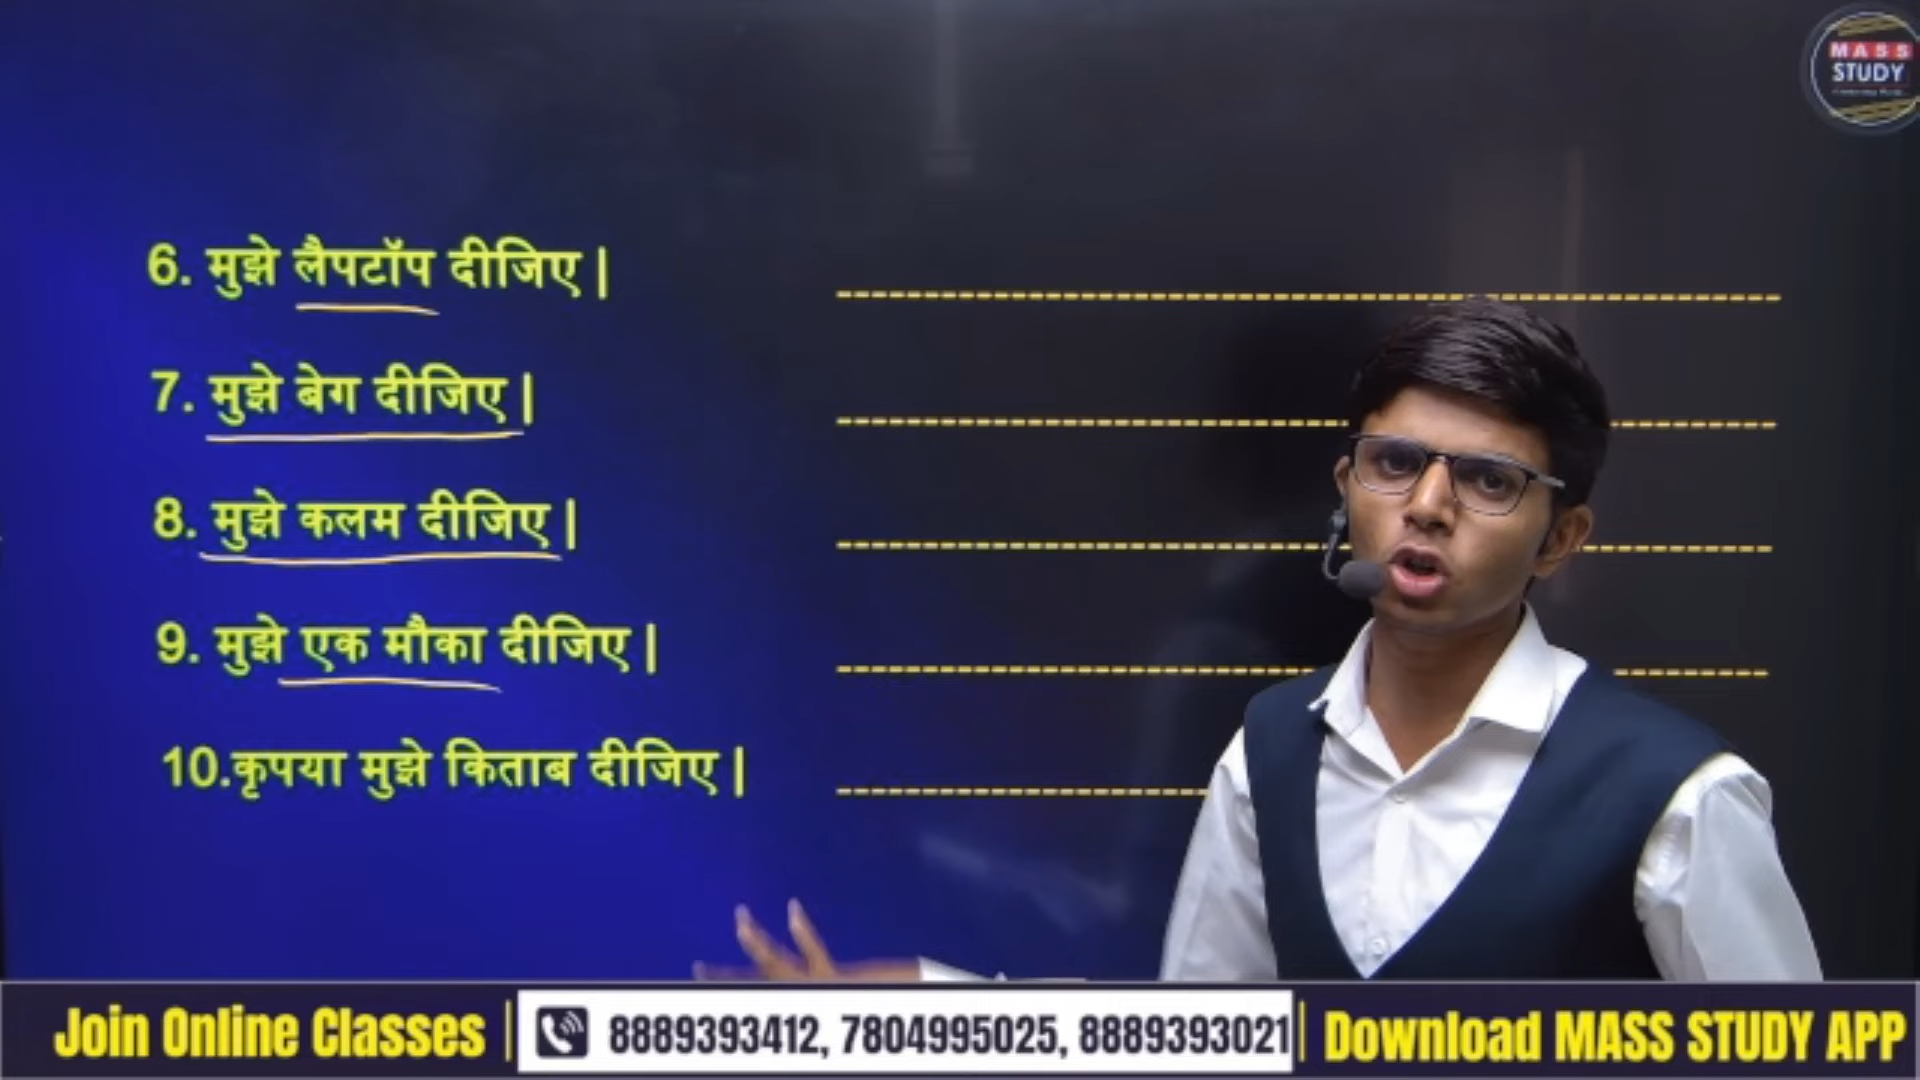 MASS
STUDY
6. मुझे लैपटॉप दीजिए |
7. मुझे बेग दीजिए |
8. मुझे कलम दीजिए |
9. मुझे एक मौका दीजिए |
10.कृपया मुझे किताब दीजिए |
Join Online Classes | 8889393412, 7804995025, 8889393021 | Download MASS STUDY APP